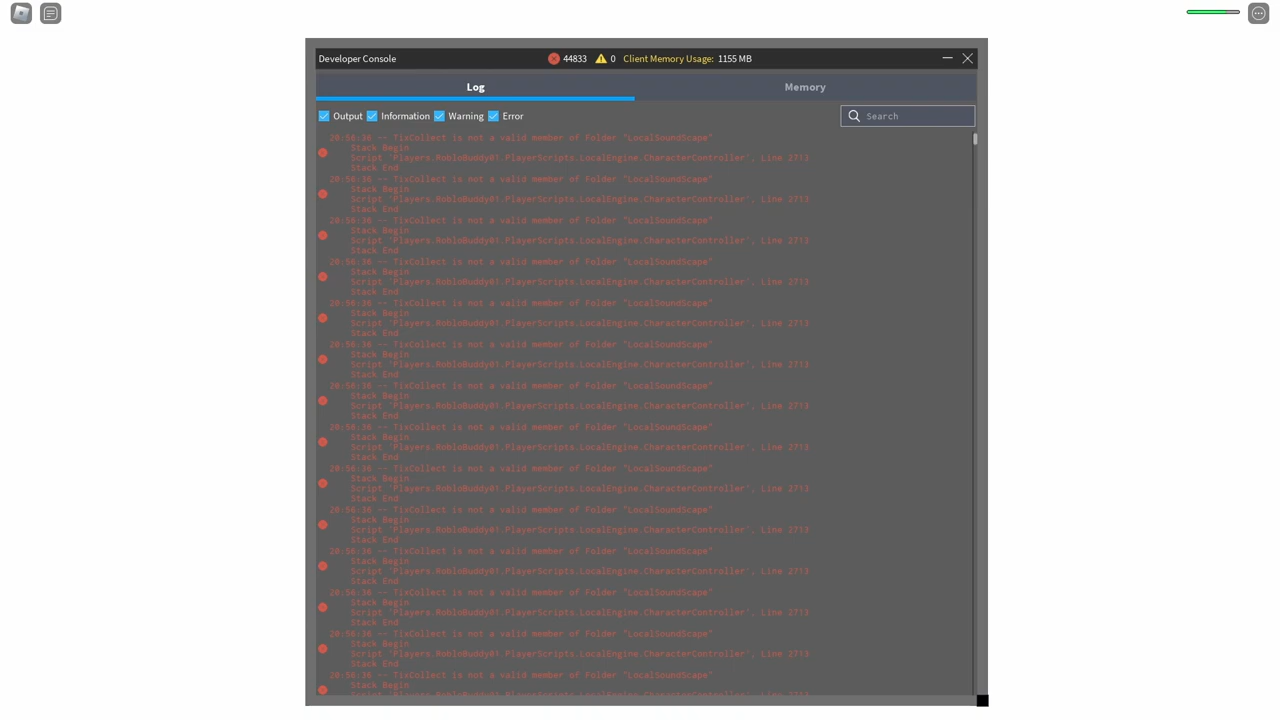 Developer Console 44833 0 Client Memory Usage: 1155 MB
Log Memory
Output Information Warning Error Search
20:56:36 -- TixCollect is not a valid member of Folder "LocalSoundScape"
Stack Begin
Script 'Players.RobloBuddy01.PlayerScripts.LocalEngine.CharacterController', Line 2713
Stack End
20:56:36 -- TixCollect is not a valid member of Folder "LocalSoundScape"
Stack Begin
Script 'Players.RobloBuddy01.PlayerScripts.LocalEngine.CharacterController', Line 2713
Stack End
20:56:36 -- TixCollect is not a valid member of Folder "LocalSoundScape"
Stack Begin
Script 'Players.RobloBuddy01.PlayerScripts.LocalEngine.CharacterController', Line 2713
Stack End
20:56:36 -- TixCollect is not a valid member of Folder "LocalSoundScape"
Stack Begin
Script 'Players.RobloBuddy01.PlayerScripts.LocalEngine.CharacterController', Line 2713
Stack End
20:56:36 -- TixCollect is not a valid member of Folder "LocalSoundScape"
Stack Begin
Script 'Players.RobloBuddy01.PlayerScripts.LocalEngine.CharacterController', Line 2713
Stack End
20:56:36 -- TixCollect is not a valid member of Folder "LocalSoundScape"
Stack Begin
Script 'Players.RobloBuddy01.PlayerScripts.LocalEngine.CharacterController', Line 2713
Stack End
20:56:36 -- TixCollect is not a valid member of Folder "LocalSoundScape"
Stack Begin
Script 'Players.RobloBuddy01.PlayerScripts.LocalEngine.CharacterController', Line 2713
Stack End
20:56:36 -- TixCollect is not a valid member of Folder "LocalSoundScape"
Stack Begin
Script 'Players.RobloBuddy01.PlayerScripts.LocalEngine.CharacterController', Line 2713
Stack End
20:56:36 -- TixCollect is not a valid member of Folder "LocalSoundScape"
Stack Begin
Script 'Players.RobloBuddy01.PlayerScripts.LocalEngine.CharacterController', Line 2713
Stack End
20:56:36 -- TixCollect is not a valid member of Folder "LocalSoundScape"
Stack Begin
Script 'Players.RobloBuddy01.PlayerScripts.LocalEngine.CharacterController', Line 2713
Stack End
20:56:36 -- TixCollect is not a valid member of Folder "LocalSoundScape"
Stack Begin
Script 'Players.RobloBuddy01.PlayerScripts.LocalEngine.CharacterController', Line 2713
Stack End
20:56:36 -- TixCollect is not a valid member of Folder "LocalSoundScape"
Stack Begin
Script 'Players.RobloBuddy01.PlayerScripts.LocalEngine.CharacterController', Line 2713
Stack End
20:56:36 -- TixCollect is not a valid member of Folder "LocalSoundScape"
Stack Begin
Script 'Players.RobloBuddy01.PlayerScripts.LocalEngine.CharacterController', Line 2713
Stack End
20:56:36 -- TixCollect is not a valid member of Folder "LocalSoundScape"
Stack Begin